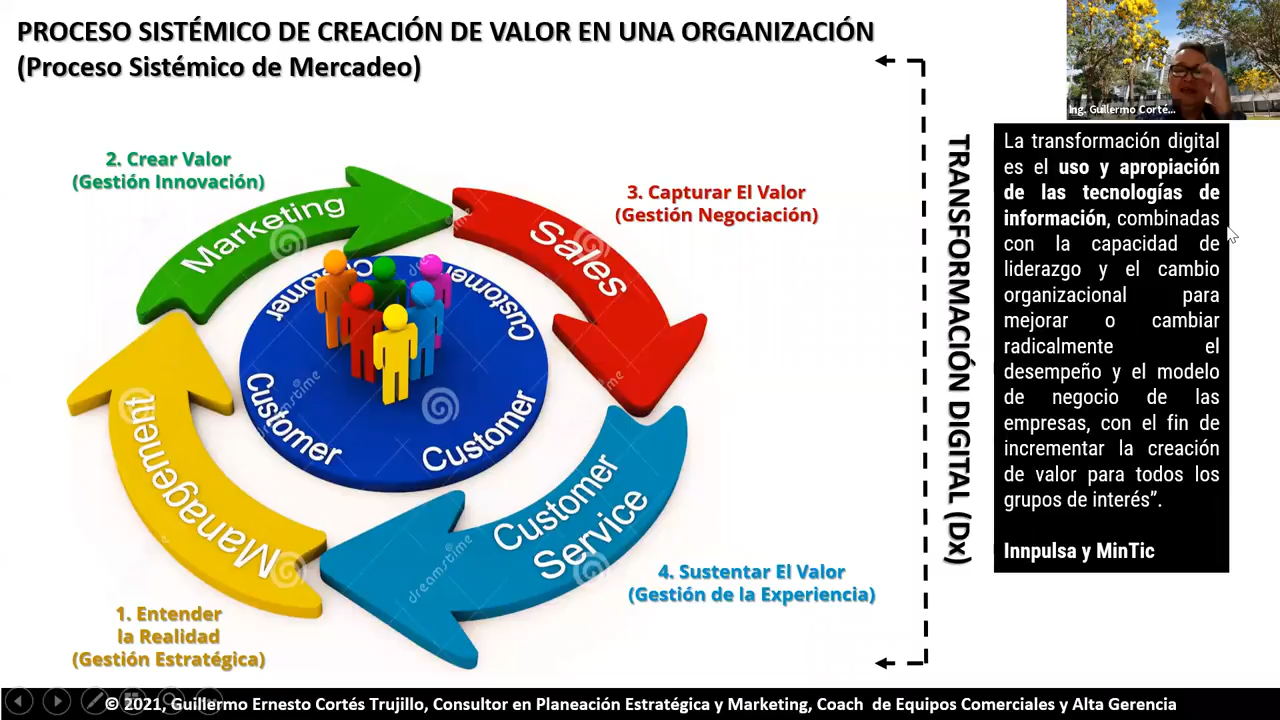 PROCESO SISTÉMICO DE CREACIÓN DE VALOR EN UNA ORGANIZACIÓN
(Proceso Sistémico de Mercadeo)
Ing. Guillermo Corté...
2. Crear Valor
(Gestión Innovación)
3. Capturar El Valor
(Gestión Negociación)
Marketing
Sales
Customer
Customer
Customer
Customer
Management
Customer
Service
dreamstime
dreamstime
dreamstime
4. Sustentar El Valor
(Gestión de la Experiencia)
1. Entender
la Realidad
(Gestión Estratégica)
TRANSFORMACIÓN DIGITAL (Dx)
La transformación digital
es el uso y apropiación
de las tecnologías de
información, combinadas
con la capacidad de
liderazgo y el cambio
organizacional para
mejorar o cambiar
radicalmente el
desempeño y el modelo
de negocio de las
empresas, con el fin de
incrementar la creación
de valor para todos los
grupos de interés”.
Innpulsa y MinTic
© 2021, Guillermo Ernesto Cortés Trujillo, Consultor en Planeación Estratégica y Marketing, Coach de Equipos Comerciales y Alta Gerencia